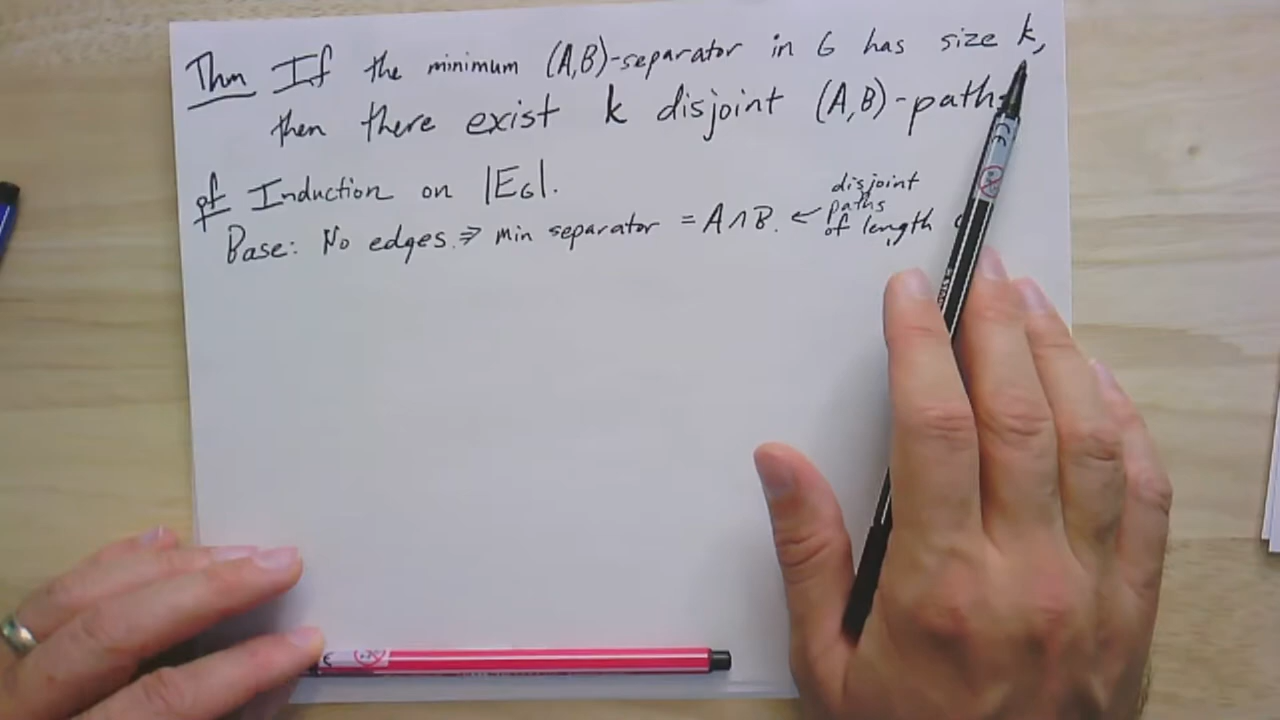 Thm If the minimum (A,B)-separator in G has size k,
then there exist k disjoint (A,B)-paths
pf Induction on |E_G|.
Base: No edges. ⇒ min separator = A∩B. ← disjoint paths of length